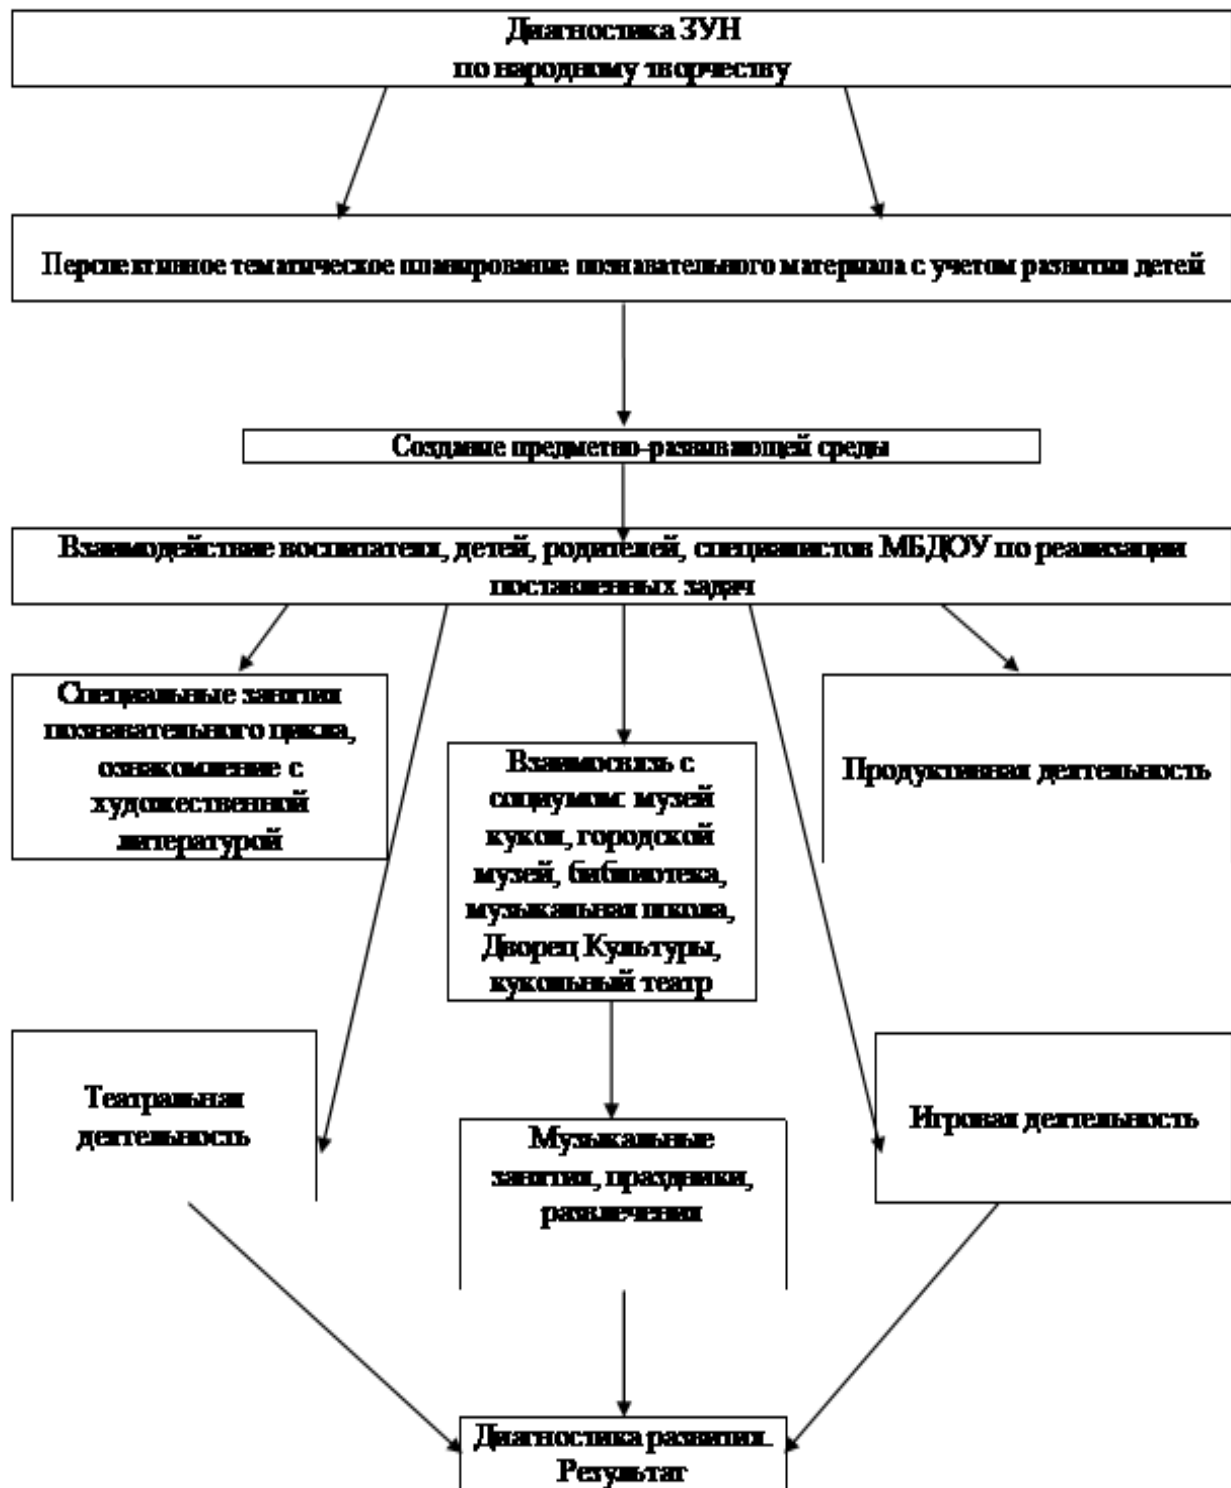 Диагностика ЗУН
по народному творчеству
Перспективное тематическое планирование познавательного материала с учетом развития детей
Создание предметно-развивающей среды
Взаимодействие воспитателя, детей, родителей, специалистов МБДОУ по реализации
поставленных задач
Специальные занятия
познавательного цикла,
ознакомление с
художественной
литературой
Взаимосвязь с
социумом: музей
кукол, городской
музей, библиотека,
музыкальная школа,
Дворец Культуры,
кукольный театр
Продуктивная деятельность
Театральная
деятельность
Музыкальные
занятия, праздники,
развлечения
Игровая деятельность
Диагностика развития.
Результат